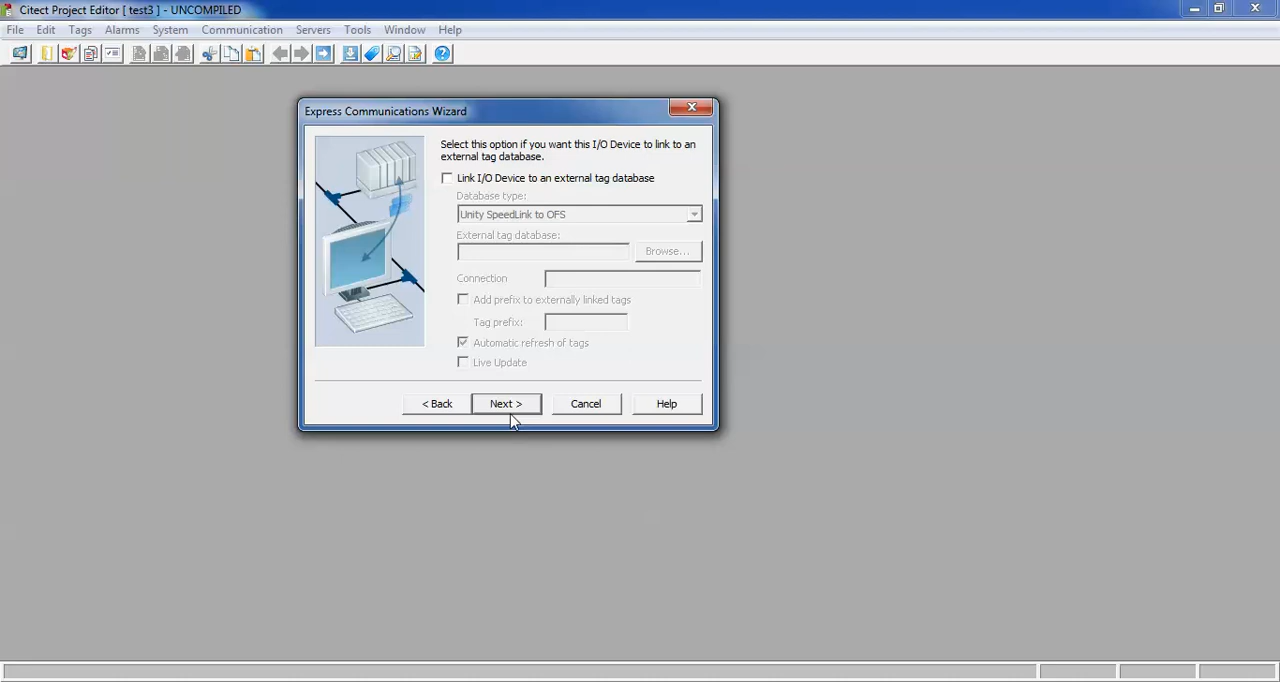 Citect Project Editor [ test3 ] - UNCOMPILED
File Edit Tags Alarms System Communication Servers Tools Window Help
Express Communications Wizard
Select this option if you want this I/O Device to link to an
external tag database.
Link I/O Device to an external tag database
Database type:
Unity SpeedLink to OFS
External tag database:
Browse...
Connection
Add prefix to externally linked tags
Tag prefix:
Automatic refresh of tags
Live Update
< Back Next > Cancel Help